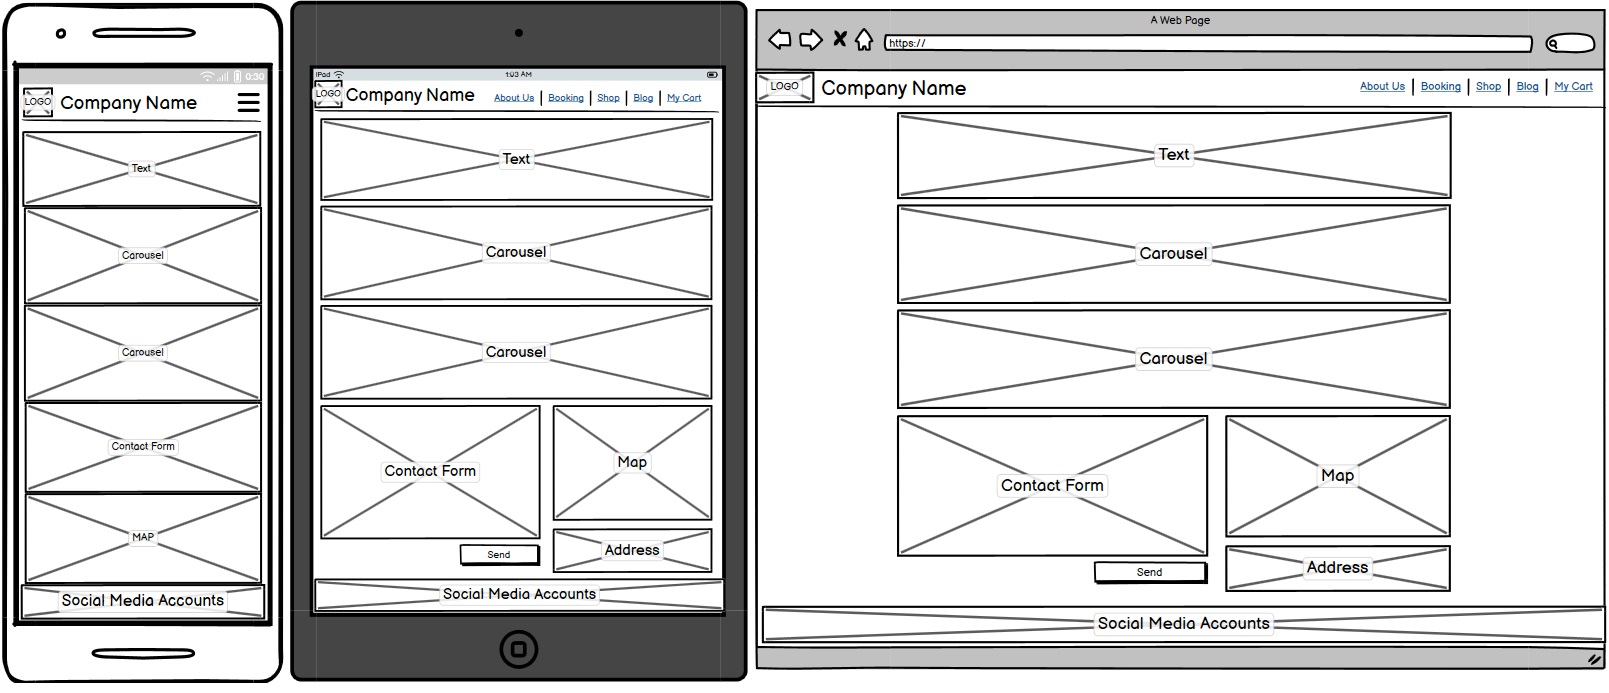 0:30
LOGO
Company Name
Text
Carousel
Carousel
Contact Form
MAP
Social Media Accounts
iPad
1:03 AM
LOGO
Company Name
About Us
Booking
Shop
Blog
My Cart
Text
Carousel
Carousel
Contact Form
Map
Send
Address
Social Media Accounts
A Web Page
https://
LOGO
Company Name
About Us
Booking
Shop
Blog
My Cart
Text
Carousel
Carousel
Contact Form
Map
Send
Address
Social Media Accounts